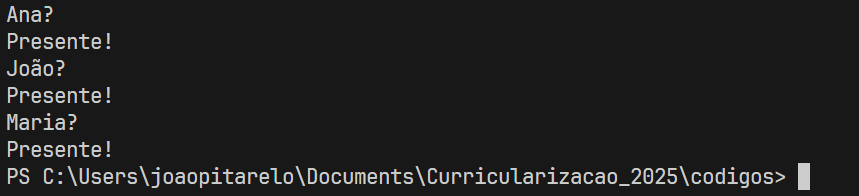 Ana?
Presente!
João?
Presente!
Maria?
Presente!
PS C:\Users\joaopitarelo\Documents\Curricularizacao_2025\codigos>